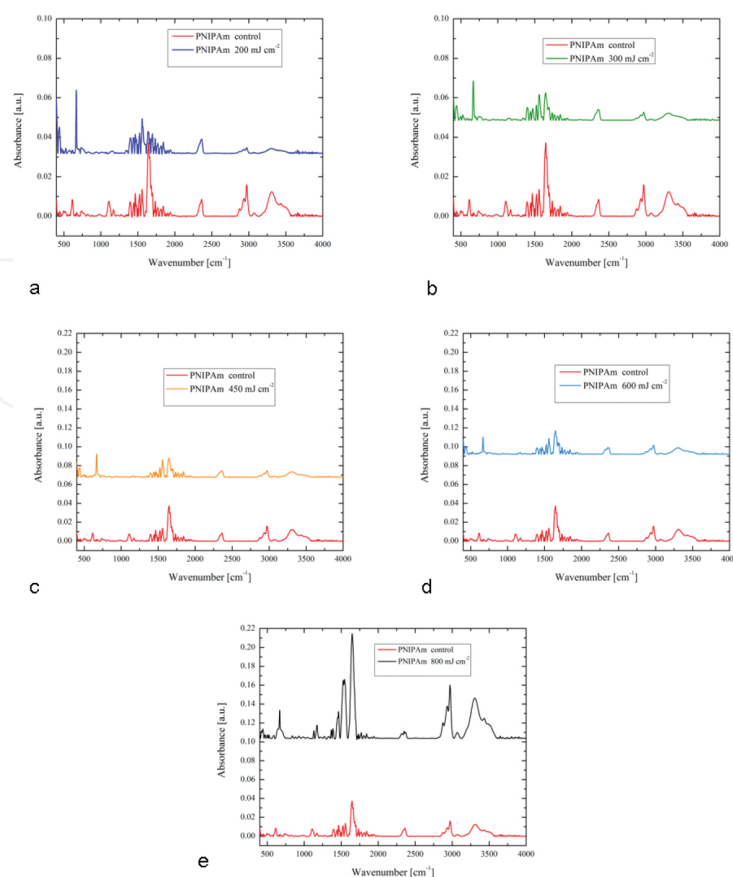 0.10
0.08
0.06
0.04
0.02
0.00
Absorbance [a.u.]
PNIPAm control
PNIPAm 200 mJ cm-2
500 1000 1500 2000 2500 3000 3500 4000
Wavenumber [cm-1]
a
0.10
0.08
0.06
0.04
0.02
0.00
Absorbance [a.u.]
PNIPAm control
PNIPAm 300 mJ cm-2
500 1000 1500 2000 2500 3000 3500 4000
Wavenumber [cm-1]
b
0.22
0.20
0.18
0.16
0.14
0.12
0.10
0.08
0.06
0.04
0.02
0.00
Absorbance [a.u.]
PNIPAm control
PNIPAm 450 mJ cm-2
500 1000 1500 2000 2500 3000 3500 4000
Wavenumber [cm-1]
c
0.22
0.20
0.18
0.16
0.14
0.12
0.10
0.08
0.06
0.04
0.02
0.00
Absorbance [a.u.]
PNIPAm control
PNIPAm 600 mJ cm-2
500 1000 1500 2000 2500 3000 3500 4000
Wavenumber [cm-1]
d
0.22
0.20
0.18
0.16
0.14
0.12
0.10
0.08
0.06
0.04
0.02
0.00
Absorbance [a.u.]
PNIPAm control
PNIPAm 800 mJ cm-2
500 1000 1500 2000 2500 3000 3500 4000
Wavenumber [cm-1]
e